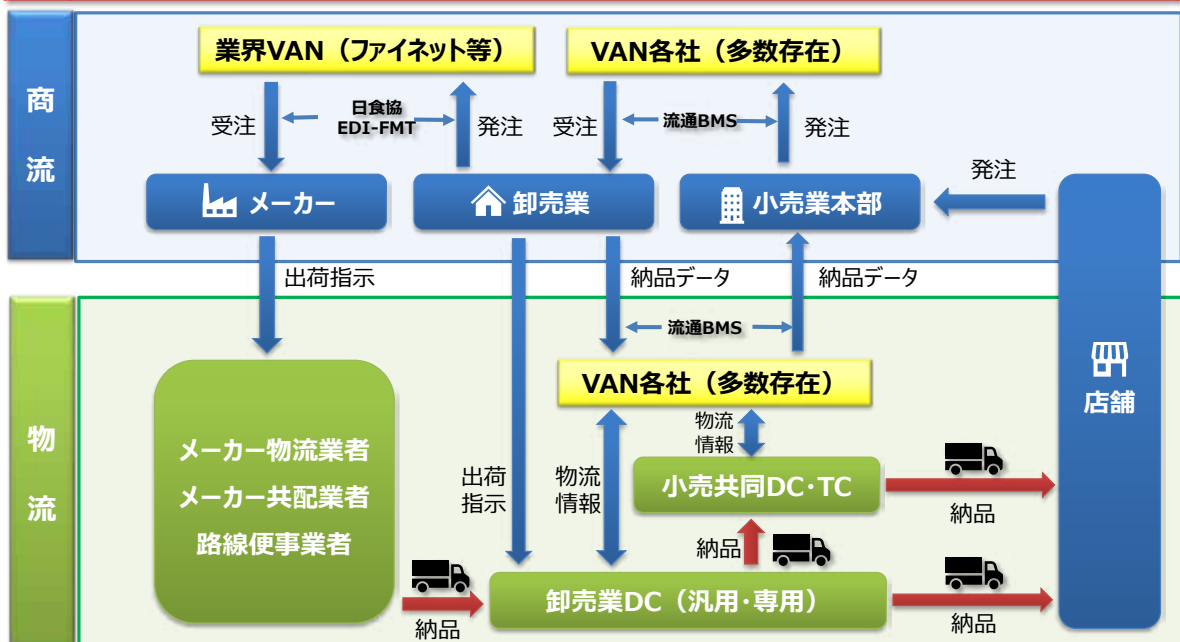 商
流
業界VAN（ファイネット等）
VAN各社（多数存在）
受注
日食協
EDI-FMT
発注
受注
流通BMS
発注
メーカー
卸売業
小売業本部
発注
出荷指示
納品データ
納品データ
物
流
流通BMS
VAN各社（多数存在）
店舗
メーカー物流業者
メーカー共配業者
路線便事業者
出荷
指示
物流
情報
物流
情報
小売共同DC・TC
納品
納品
卸売業DC（汎用・専用）
納品
納品